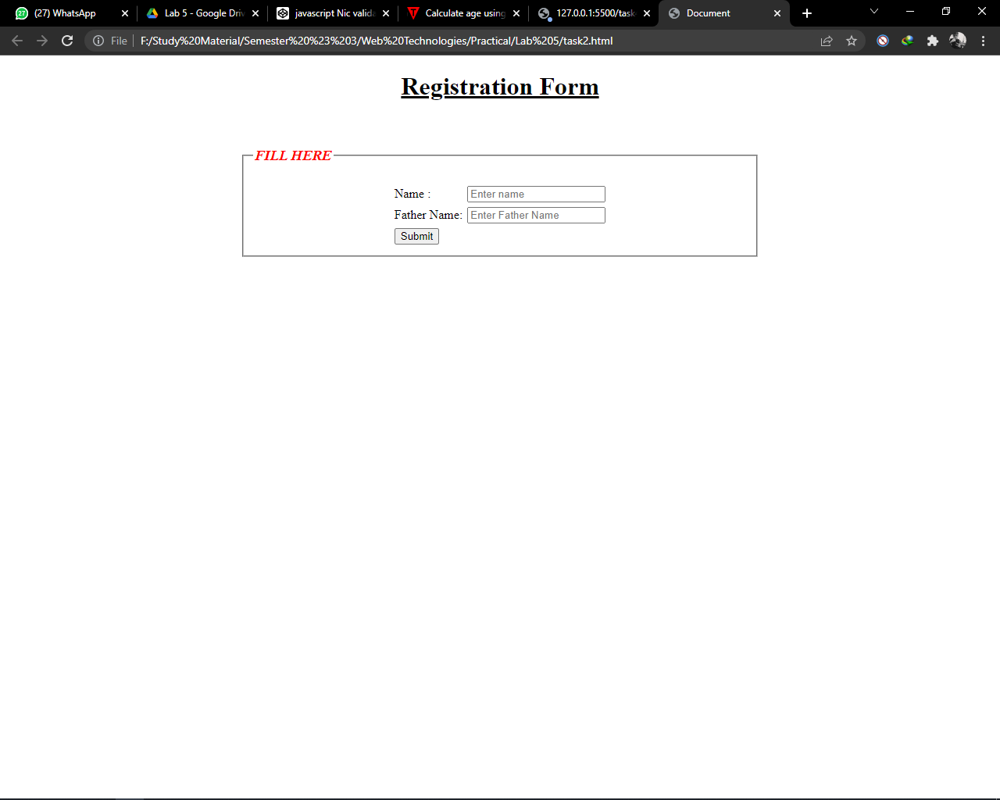 27 (27) WhatsApp
Lab 5 - Google Driv
javascript Nic valida
T Calculate age using
127.0.0.1:5500/task
Document
File F:/Study%20Material/Semester%20%23%203/Web%20Technologies/Practical/Lab%205/task2.html
Registration Form
FILL HERE
Name : Enter name
Father Name: Enter Father Name
Submit